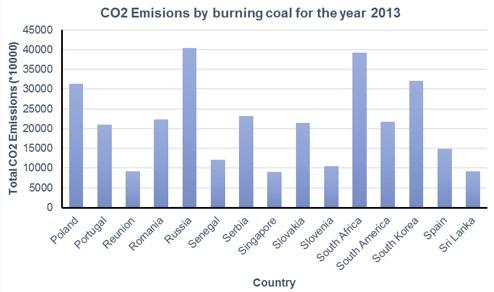 CO2 Emisions by burning coal for the year 2013
Total CO2 Emissions (*10000)
45000
40000
35000
30000
25000
20000
15000
10000
5000
0
Poland
Portugal
Reunion
Romania
Russia
Senegal
Serbia
Singapore
Slovakia
Slovenia
South Africa
South America
South Korea
Spain
Sri Lanka
Country